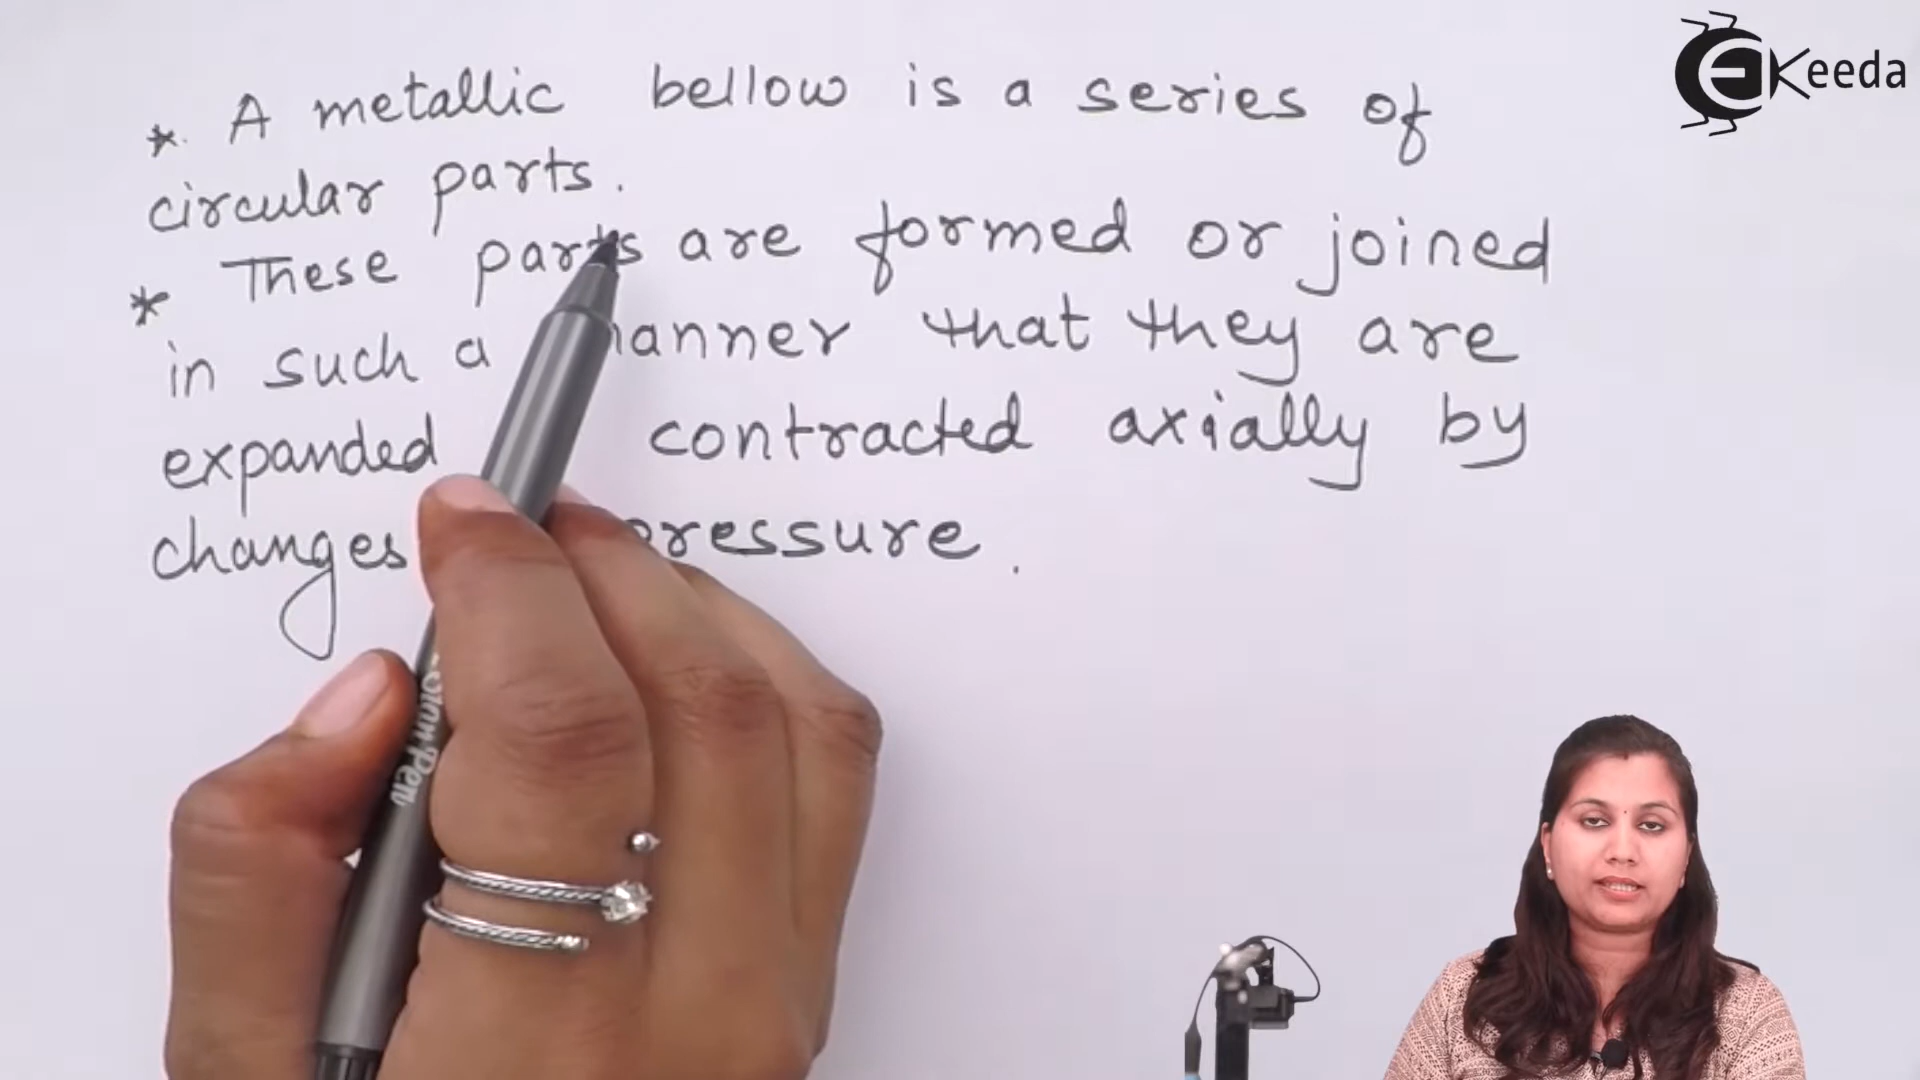 * A metallic bellow is a series of
circular parts.
* These parts are formed or joined
in such a manner that they are
expanded contracted axially by
changes pressure.
Keeda